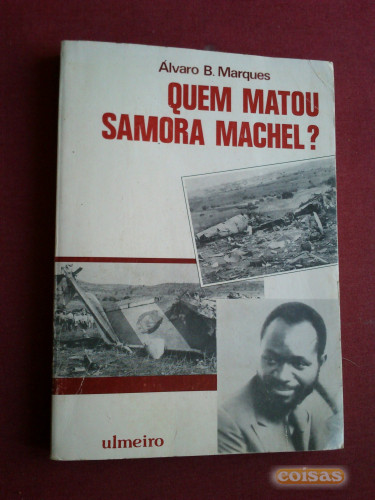 Álvaro B. Marques
QUEM MATOU
SAMORA MACHEL?
ulmeiro
coisas